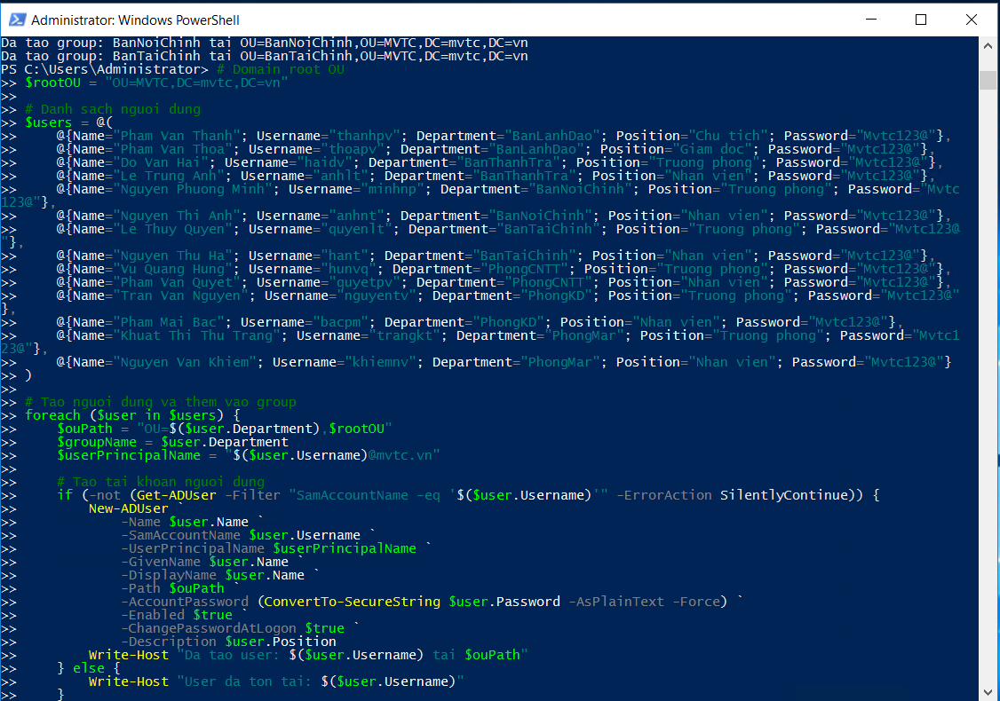 Administrator: Windows PowerShell
Da tao group: BanNoiChinh tai OU=BanNoiChinh,OU=MVTC,DC=mvtc,DC=vn
Da tao group: BanTaiChinh tai OU=BanTaiChinh,OU=MVTC,DC=mvtc,DC=vn
PS C:\Users\Administrator> # Domain root OU
>> $rootOU = "OU=MVTC,DC=mvtc,DC=vn"
>>
>> # Danh sach nguoi dung
>> $users = @(
>>     @{Name="Pham Van Thanh"; Username="thanhpv"; Department="BanLanhDao"; Position="Chu tich"; Password="Mvtc123@"},
>>     @{Name="Pham Van Thoa"; Username="thoapv"; Department="BanLanhDao"; Position="Giam doc"; Password="Mvtc123@"},
>>     @{Name="Do Van Hai"; Username="haidv"; Department="BanThanhTra"; Position="Truong phong"; Password="Mvtc123@"},
>>     @{Name="Le Trung Anh"; Username="anhlt"; Department="BanThanhTra"; Position="Nhan vien"; Password="Mvtc123@"},
>>     @{Name="Nguyen Phuong Minh"; Username="minhnp"; Department="BanNoiChinh"; Position="Truong phong"; Password="Mvtc
123@"},
>>     @{Name="Nguyen Thi Anh"; Username="anhnt"; Department="BanNoiChinh"; Position="Nhan vien"; Password="Mvtc123@"},
>>     @{Name="Le Thuy Quyen"; Username="quyenlt"; Department="BanTaiChinh"; Position="Truong phong"; Password="Mvtc123@
"},
>>     @{Name="Nguyen Thu Ha"; Username="hant"; Department="BanTaiChinh"; Position="Nhan vien"; Password="Mvtc123@"},
>>     @{Name="Vu Quang Hung"; Username="hunvq"; Department="PhongCNTT"; Position="Truong phong"; Password="Mvtc123@"},
>>     @{Name="Pham Van Quyet"; Username="quyetpv"; Department="PhongCNTT"; Position="Nhan vien"; Password="Mvtc123@"},
>>     @{Name="Tran Van Nguyen"; Username="nguyentv"; Department="PhongKD"; Position="Truong phong"; Password="Mvtc123@"
},
>>     @{Name="Pham Mai Bac"; Username="bacpm"; Department="PhongKD"; Position="Nhan vien"; Password="Mvtc123@"},
>>     @{Name="Khuat Thi Thu Trang"; Username="trangkt"; Department="PhongMar"; Position="Truong phong"; Password="Mvtc1
23@"},
>>     @{Name="Nguyen Van Khiem"; Username="khiemnv"; Department="PhongMar"; Position="Nhan vien"; Password="Mvtc123@"}
>> )
>>
>> # Tao nguoi dung va them vao group
>> foreach ($user in $users) {
>>     $ouPath = "OU=$($user.Department),$rootOU"
>>     $groupName = $user.Department
>>     $userPrincipalName = "$($user.Username)@mvtc.vn"
>>
>>     # Tao tai khoan nguoi dung
>>     if (-not (Get-ADUser -Filter "SamAccountName -eq '$($user.Username)'" -ErrorAction SilentlyContinue)) {
>>         New-ADUser `
>>             -Name $user.Name `
>>             -SamAccountName $user.Username `
>>             -UserPrincipalName $userPrincipalName `
>>             -GivenName $user.Name `
>>             -DisplayName $user.Name `
>>             -Path $ouPath `
>>             -AccountPassword (ConvertTo-SecureString $user.Password -AsPlainText -Force) `
>>             -Enabled $true `
>>             -ChangePasswordAtLogon $true `
>>             -Description $user.Position
>>         Write-Host "Da tao user: $($user.Username) tai $ouPath"
>>     } else {
>>         Write-Host "User da ton tai: $($user.Username)"
>>     }